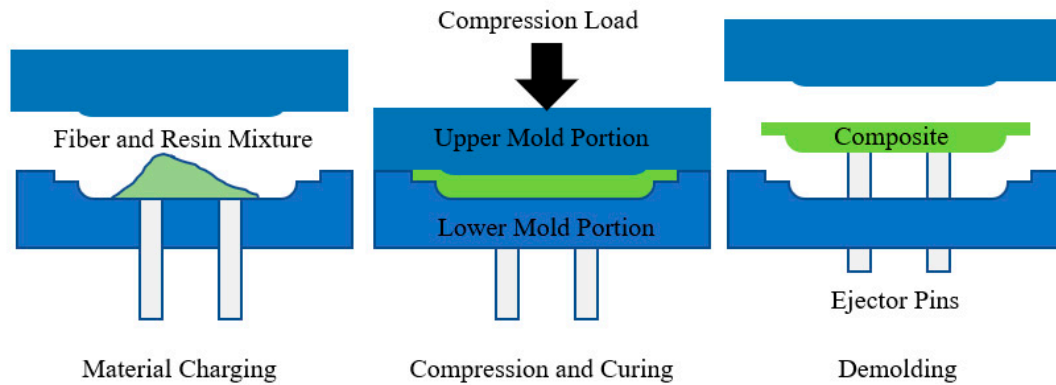 Compression Load
Fiber and Resin Mixture
Upper Mold Portion
Composite
Lower Mold Portion
Ejector Pins
Material Charging
Compression and Curing
Demolding